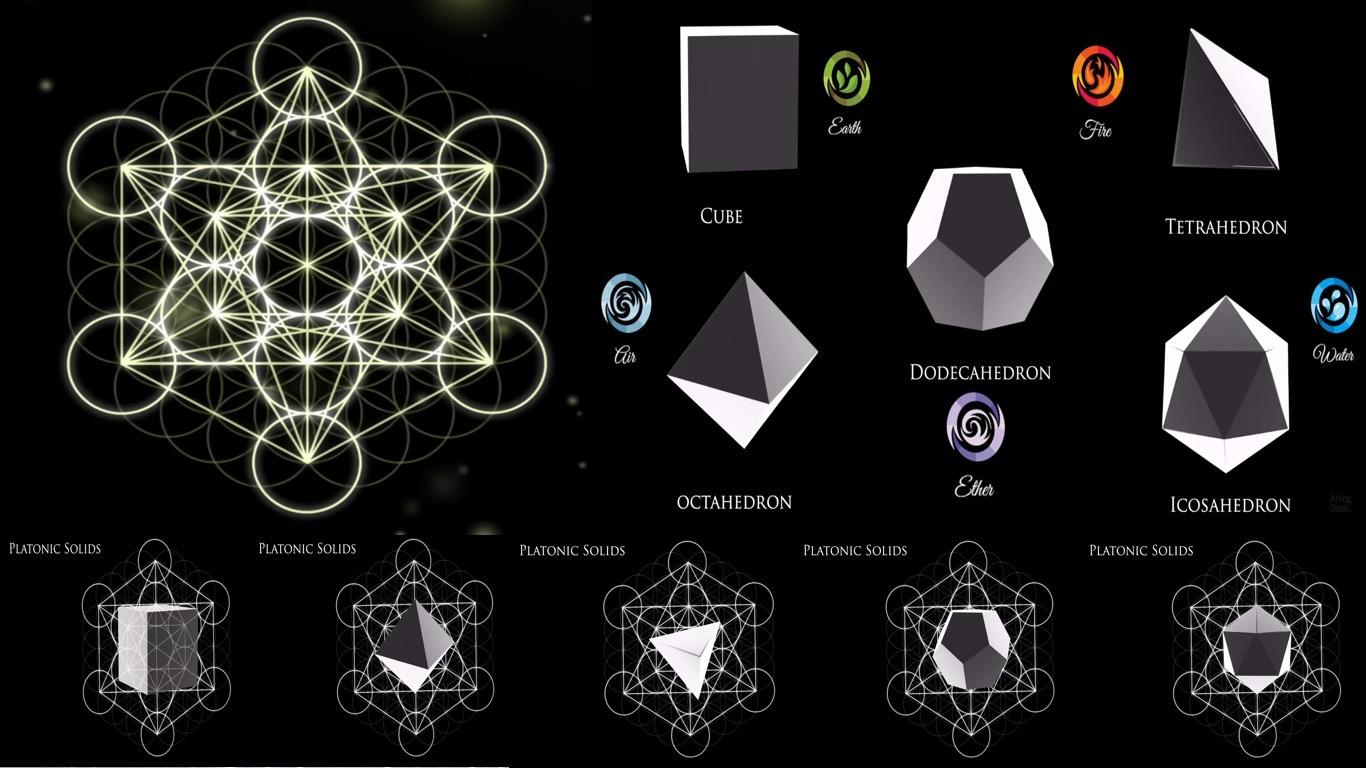 Earth
Fire
CUBE
TETRAHEDRON
Air
Water
DODECAHEDRON
Ether
OCTAHEDRON
ICOSAHEDRON
PLATONIC SOLIDS
PLATONIC SOLIDS
PLATONIC SOLIDS
PLATONIC SOLIDS
PLATONIC SOLIDS